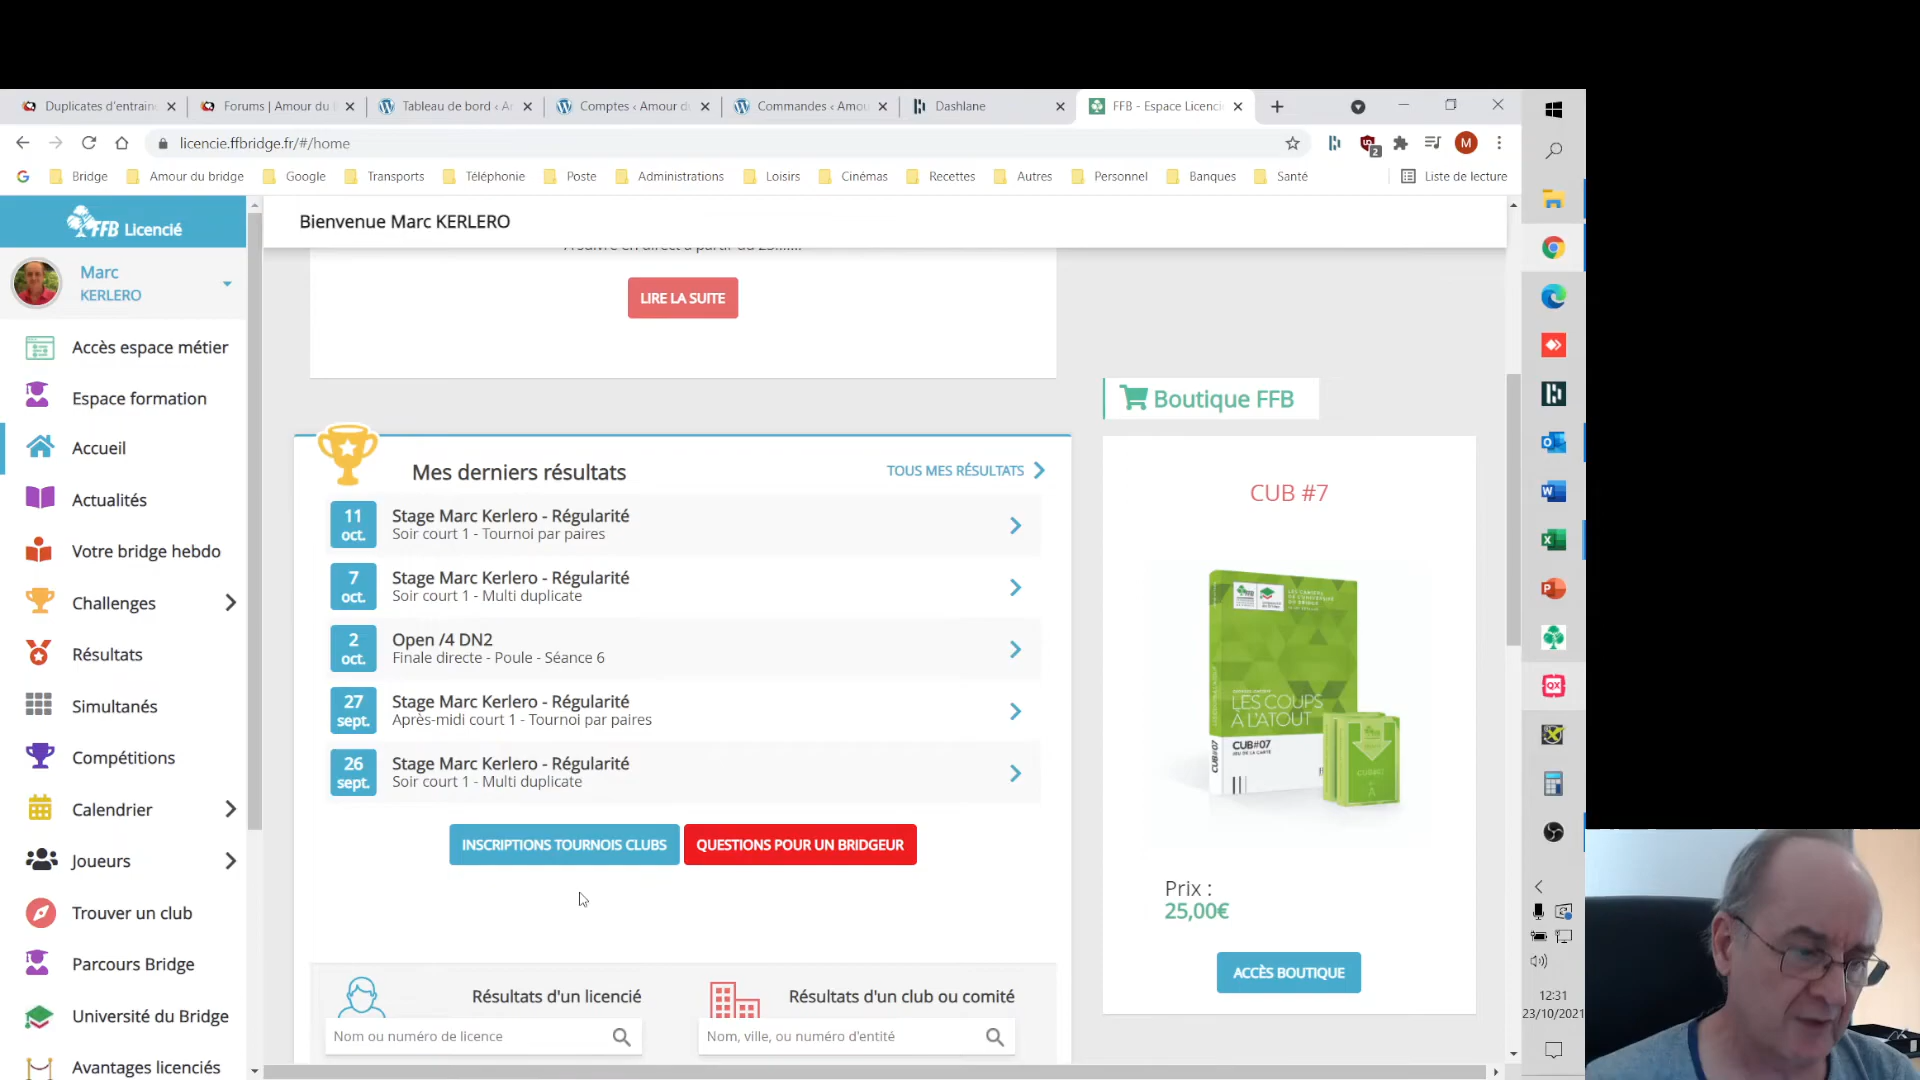 Duplicates d'entrain
Forums | Amour du
Tableau de bord ‹ A
Comptes ‹ Amour d
Commandes ‹ Amou
Dashlane
FFB - Espace Licenci
licencie.ffbridge.fr/#/home
2
M
Bridge
Amour du bridge
Google
Transports
Téléphonie
Poste
Administrations
Loisirs
Cinémas
Recettes
Autres
Personnel
Banques
Santé
Liste de lecture
FFB Licencié
Bienvenue Marc KERLERO
Marc
KERLERO
Accès espace métier
Espace formation
Accueil
Actualités
Votre bridge hebdo
Challenges
Résultats
Simultanés
Compétitions
Calendrier
Joueurs
Trouver un club
Parcours Bridge
Université du Bridge
Avantages licenciés
LIRE LA SUITE
Mes derniers résultats
TOUS MES RÉSULTATS
11 oct.
Stage Marc Kerlero - Régularité
Soir court 1 - Tournoi par paires
7 oct.
Stage Marc Kerlero - Régularité
Soir court 1 - Multi duplicate
2 oct.
Open /4 DN2
Finale directe - Poule - Séance 6
27 sept.
Stage Marc Kerlero - Régularité
Après-midi court 1 - Tournoi par paires
26 sept.
Stage Marc Kerlero - Régularité
Soir court 1 - Multi duplicate
INSCRIPTIONS TOURNOIS CLUBS
QUESTIONS POUR UN BRIDGEUR
Résultats d'un licencié
Nom ou numéro de licence
Résultats d'un club ou comité
Nom, ville, ou numéro d'entité
Boutique FFB
CUB #7
LES COUPS
À L'ATOUT
CUB#07
JEU DE LA CARTE
CUB#07
Prix :
25,00€
ACCÈS BOUTIQUE
12:31
23/10/2021